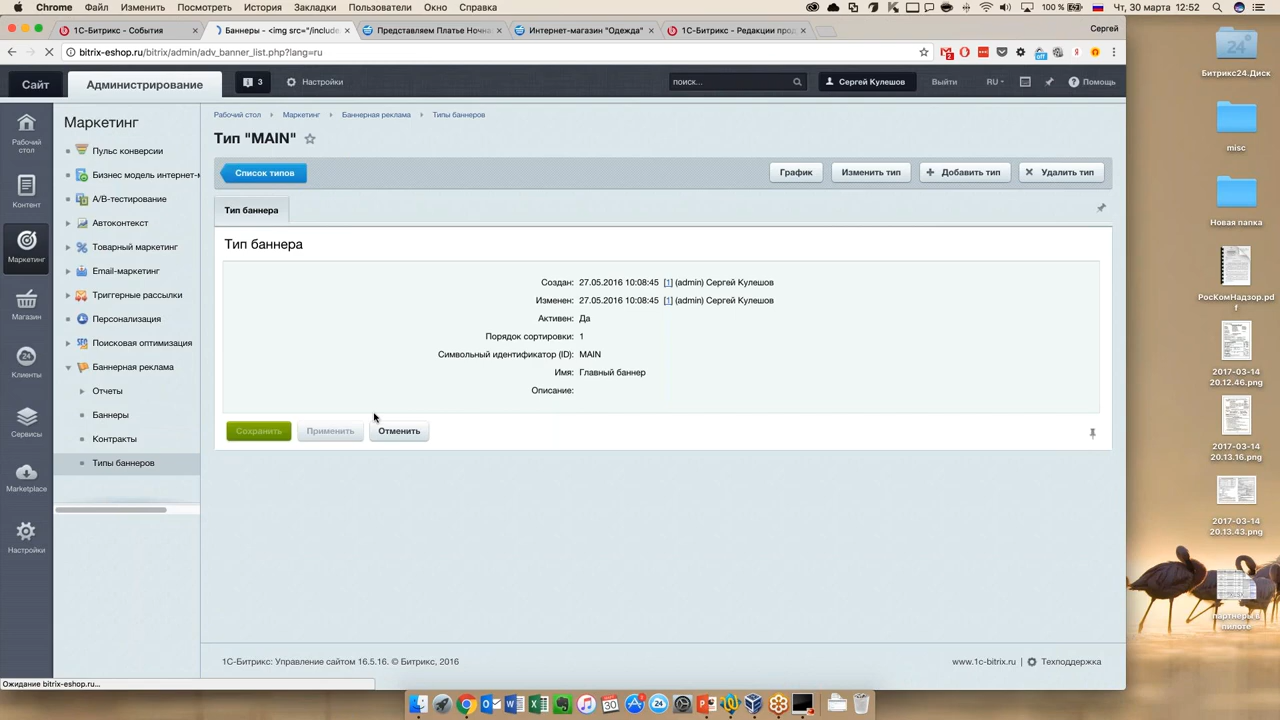 Chrome Файл Изменить Посмотреть История Закладки Пользователи Окно Справка 100 % Чт, 30 марта 12:52
1С-Битрикс - События
Баннеры - <img src="/include
Представляем Платье Ночна
Интернет-магазин "Одежда"
1С-Битрикс - Редакции про
Сергей
bitrix-eshop.ru/bitrix/admin/adv_banner_list.php?lang=ru
Сайт
Администрирование
3
Настройки
поиск...
Сергей Кулешов
Выйти
RU
Помощь
Рабочий стол
Контент
Маркетинг
Магазин
Клиенты
Сервисы
Marketplace
Настройки
Маркетинг
Пульс конверсии
Бизнес модель интернет-м
A/B-тестирование
Автоконтекст
Товарный маркетинг
Email-маркетинг
Триггерные рассылки
Персонализация
Поисковая оптимизация
Баннерная реклама
Отчеты
Баннеры
Контракты
Типы баннеров
Рабочий стол Маркетинг Баннерная реклама Типы баннеров
Тип "MAIN"
Список типов
График
Изменить тип
Добавить тип
Удалить тип
Тип баннера
Тип баннера
Создан: 27.05.2016 10:08:45 [1] (admin) Сергей Кулешов
Изменен: 27.05.2016 10:08:45 [1] (admin) Сергей Кулешов
Активен: Да
Порядок сортировки: 1
Символьный идентификатор (ID): MAIN
Имя: Главный баннер
Описание:
Сохранить
Применить
Отменить
1С-Битрикс: Управление сайтом 16.5.16. © Битрикс, 2016
www.1c-bitrix.ru
Техподдержка
Ожидание bitrix-eshop.ru...
Битрикс24.Диск
misc
Новая папка
РосКомНадзор.pd
f
2017-03-14
20.12.46.png
2017-03-14
20.13.16.png
2017-03-14
20.13.43.png
партнеры в
пилоте